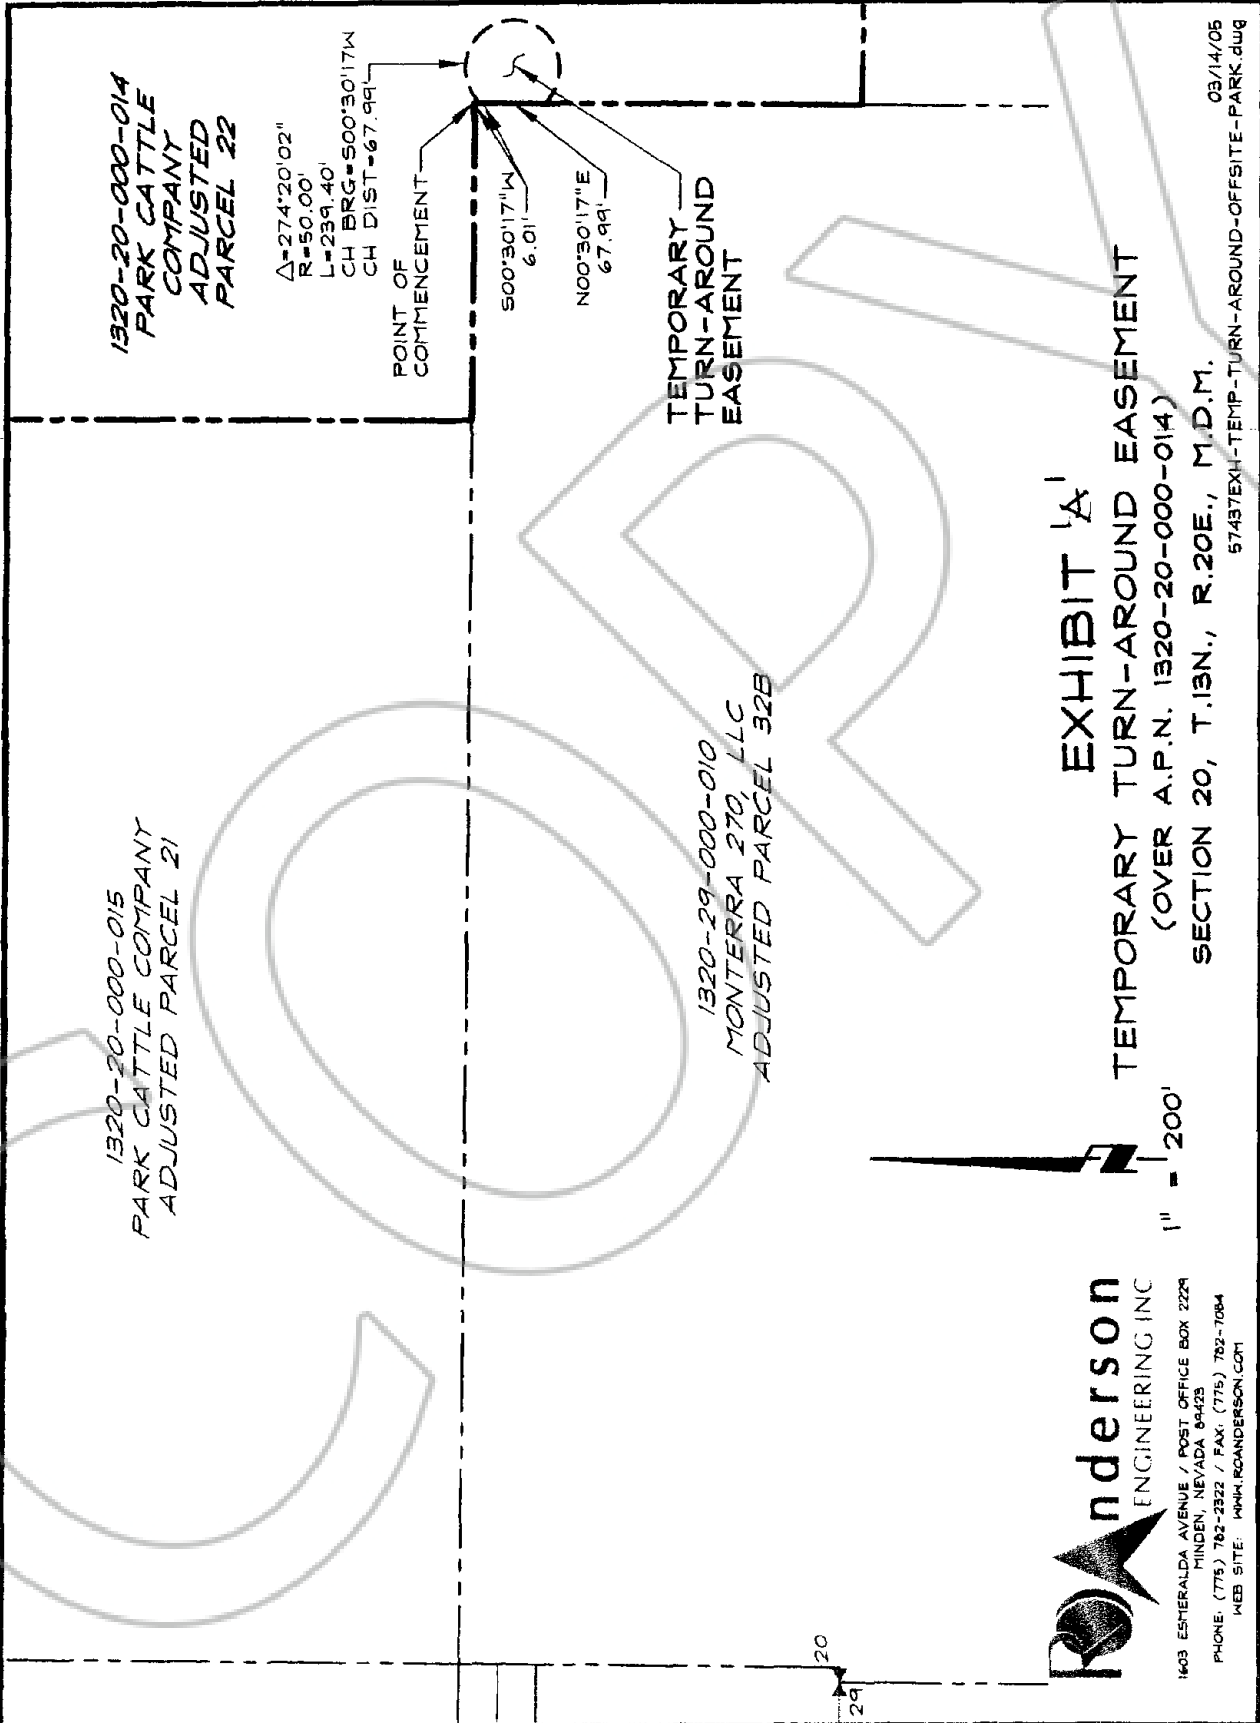 1320-20-000-014
PARK CATTLE
COMPANY
ADJUSTED
PARCEL 22
Δ=274°20'02"
R=50.00'
L=239.40'
CH BRG=S00°30'17W
CH DIST=67.99'
POINT OF
COMMENCEMENT
S00°30'17"W
6.01'
N00°30'17"E
67.99'
TEMPORARY
TURN-AROUND
EASEMENT
1320-20-000-015
PARK CATTLE COMPANY
ADJUSTED PARCEL 21
1320-29-000-010
MONTERRA 270, LLC
ADJUSTED PARCEL 32B
COPY
20
29
1" = 200'
EXHIBIT 'A'
TEMPORARY TURN-AROUND EASEMENT
(OVER A.P.N. 1320-20-000-014)
SECTION 20, T.13N., R.20E., M.D.M.
ROAnderson
ENGINEERING INC
1603 ESMERALDA AVENUE / POST OFFICE BOX 2229
MINDEN, NEVADA 89423
PHONE: (775) 782-2322 / FAX: (775) 782-7084
WEB SITE: WWW.ROANDERSON.COM
03/14/05
57437EXH-TEMP-TURN-AROUND-OFFSITE-PARK.dwg